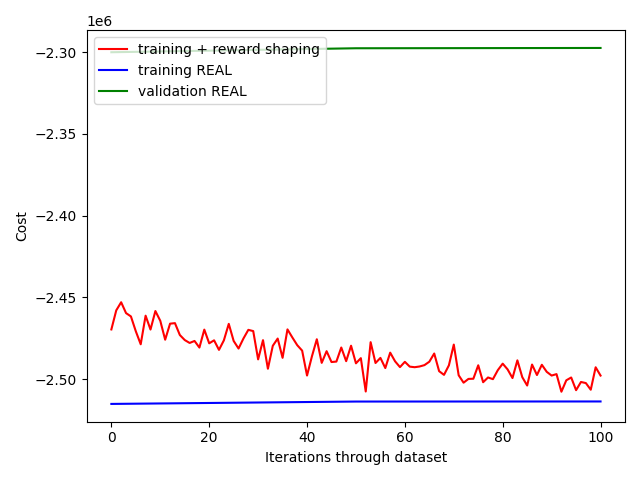 1e6
−2.30
−2.35
−2.40
−2.45
−2.50
Cost
training + reward shaping
training REAL
validation REAL
0
20
40
60
80
100
Iterations through dataset